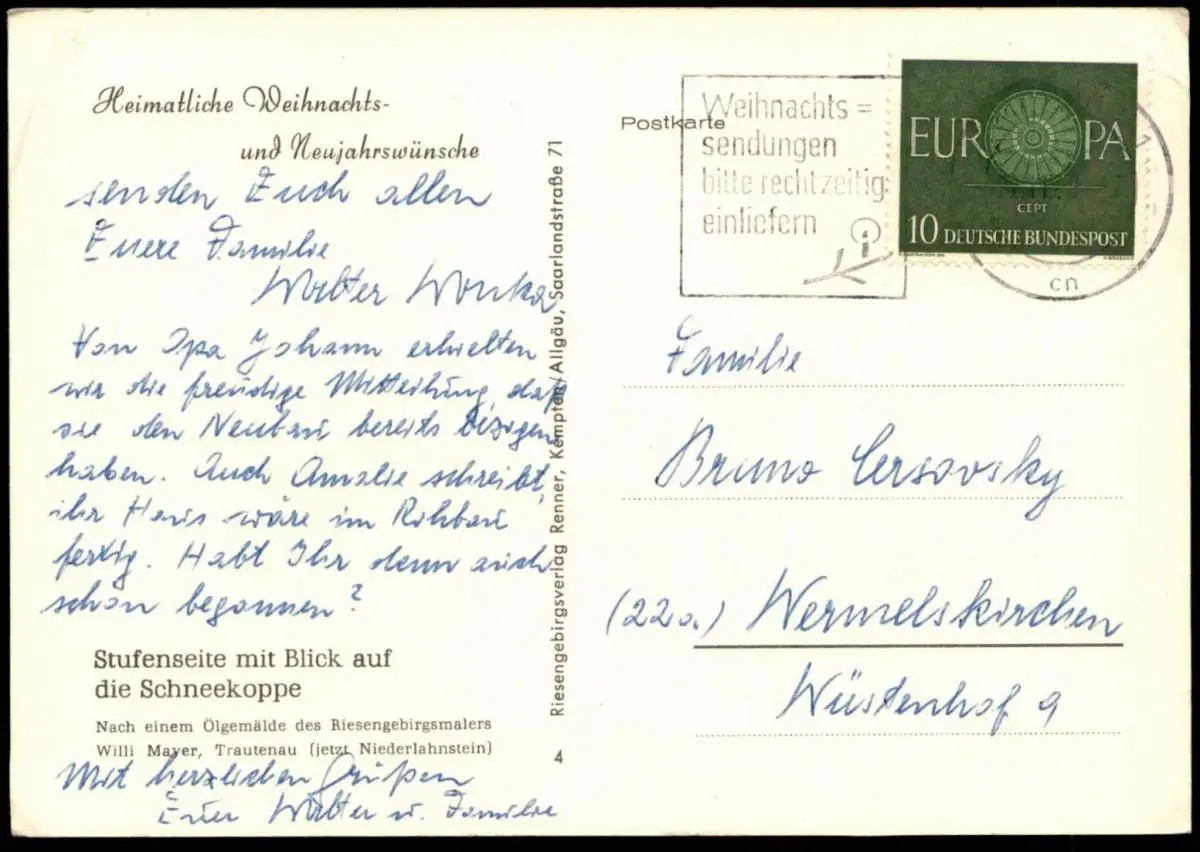 Heimatliche Weihnachts-
und Neujahrswünsche
senden Euch allen
Euere Familie
Walter Wonka
Von Opa Johann erhielten
wir die freudige Mitteilung, daß
sie den Neubau bereits bezogen
haben. Auch Amalie schreibt,
ihr Haus wäre im Rohbau
fertig. Habt Ihr denn auch
schon begonnen?
Stufenseite mit Blick auf
die Schneekoppe
Nach einem Ölgemälde des Riesengebirgsmalers
Willi Mayer, Trautenau (jetzt Niederlahnstein)
Mit herzlichen Grüßen
Euer Walter u. Familie
Riesengebirgsverlag Renner, Kempten/Allgäu, Saarlandstraße 71
4
Postkarte
Weihnachts=
sendungen
bitte rechtzeitig
einliefern
EUROPA
CEPT
10 DEUTSCHE BUNDESPOST
cn
Familie
Bruno Cersovsky
(22a) Wermelskirchen
Wüstenhof 9